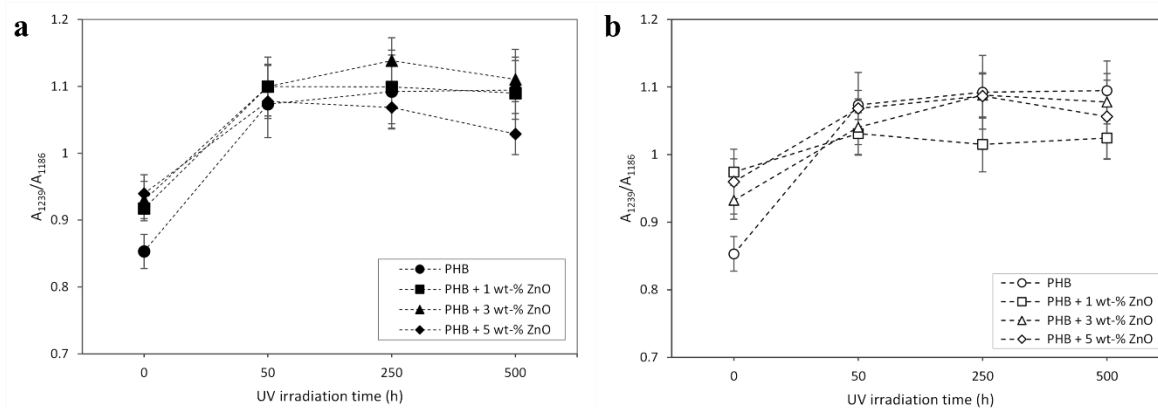 a
1.2
1.1
1
0.9
0.8
0.7
A1239/A1186
0
50
250
500
UV irradiation time (h)
PHB
PHB + 1 wt-% ZnO
PHB + 3 wt-% ZnO
PHB + 5 wt-% ZnO
b
1.2
1.1
1
0.9
0.8
0.7
A1239/A1186
0
50
250
500
UV irradiation time (h)
PHB
PHB + 1 wt-% ZnO
PHB + 3 wt-% ZnO
PHB + 5 wt-% ZnO